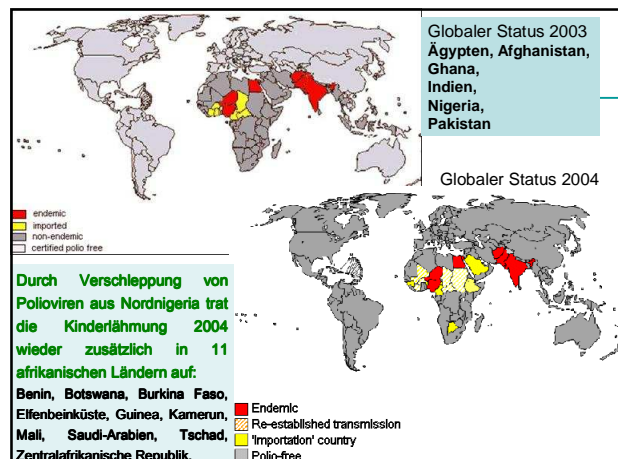 Globaler Status 2003
Ägypten, Afghanistan,
Ghana,
Indien,
Nigeria,
Pakistan
endemic
imported
non-endemic
certified polio free
Globaler Status 2004
Durch Verschleppung von
Polioviren aus Nordnigeria trat
die Kinderlähmung 2004
wieder zusätzlich in 11
afrikanischen Ländern auf:
Benin, Botswana, Burkina Faso,
Elfenbeinküste, Guinea, Kamerun,
Mali, Saudi-Arabien, Tschad,
Zentralafrikanische Republik.
Endemic
Re-established transmission
'Importation' country
Polio-free